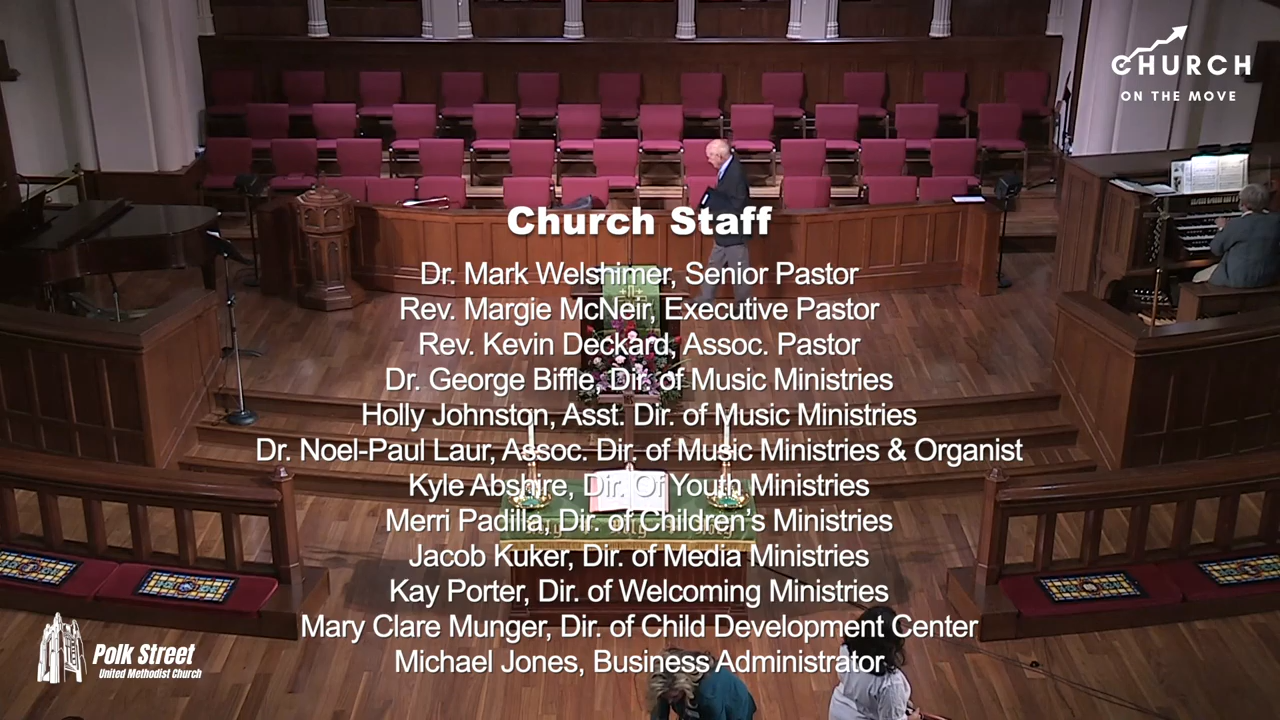 CHURCH
ON THE MOVE
Church Staff
Dr. Mark Welshimer, Senior Pastor
Rev. Margie McNeir, Executive Pastor
Rev. Kevin Deckard, Assoc. Pastor
Dr. George Biffle, Dir. of Music Ministries
Holly Johnston, Asst. Dir. of Music Ministries
Dr. Noel-Paul Laur, Assoc. Dir. of Music Ministries & Organist
Kyle Abshire, Dir. Of Youth Ministries
Merri Padilla, Dir. of Children's Ministries
Jacob Kuker, Dir. of Media Ministries
Kay Porter, Dir. of Welcoming Ministries
Mary Clare Munger, Dir. of Child Development Center
Michael Jones, Business Administrator
Polk Street
United Methodist Church